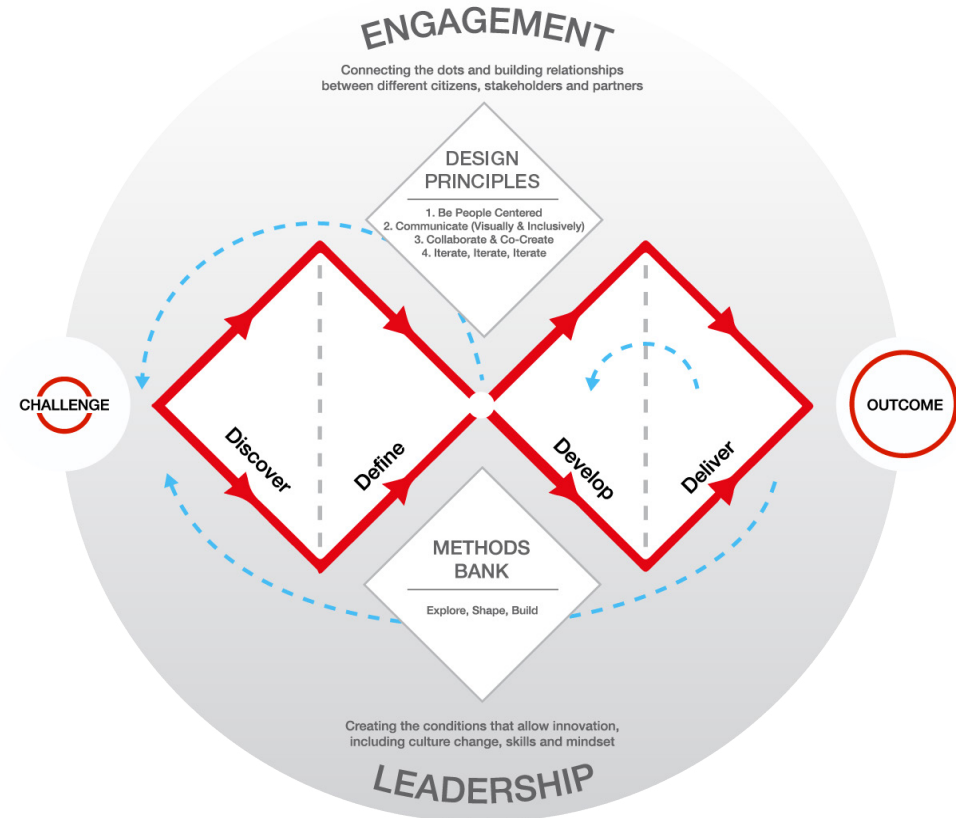 ENGAGEMENT
Connecting the dots and building relationships
between different citizens, stakeholders and partners
DESIGN
PRINCIPLES
1. Be People Centered
2. Communicate (Visually & Inclusively)
3. Collaborate & Co-Create
4. Iterate, Iterate, Iterate
CHALLENGE
OUTCOME
Discover
Define
Develop
Deliver
METHODS
BANK
Explore, Shape, Build
Creating the conditions that allow innovation,
including culture change, skills and mindset
LEADERSHIP